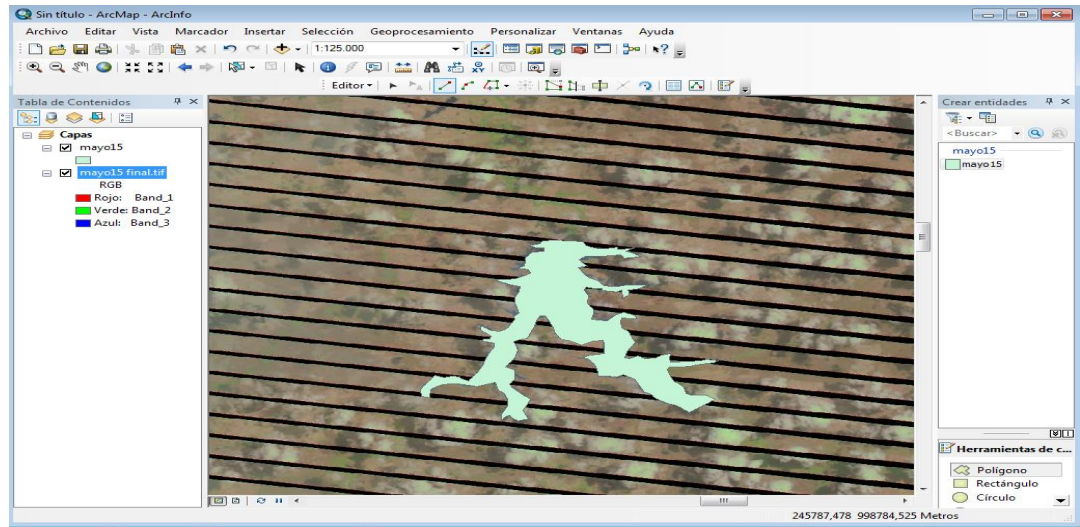 Sin título - ArcMap - ArcInfo
Archivo Editar Vista Marcador Insertar Selección Geoprocesamiento Personalizar Ventanas Ayuda
1:125.000
Editor
Tabla de Contenidos
Capas
mayo15
mayo15 final.tif
RGB
Rojo: Band_1
Verde: Band_2
Azul: Band_3
Crear entidades
<Buscar>
mayo15
mayo15
Herramientas de c...
Polígono
Rectángulo
Círculo
245787,478 998784,525 Metros